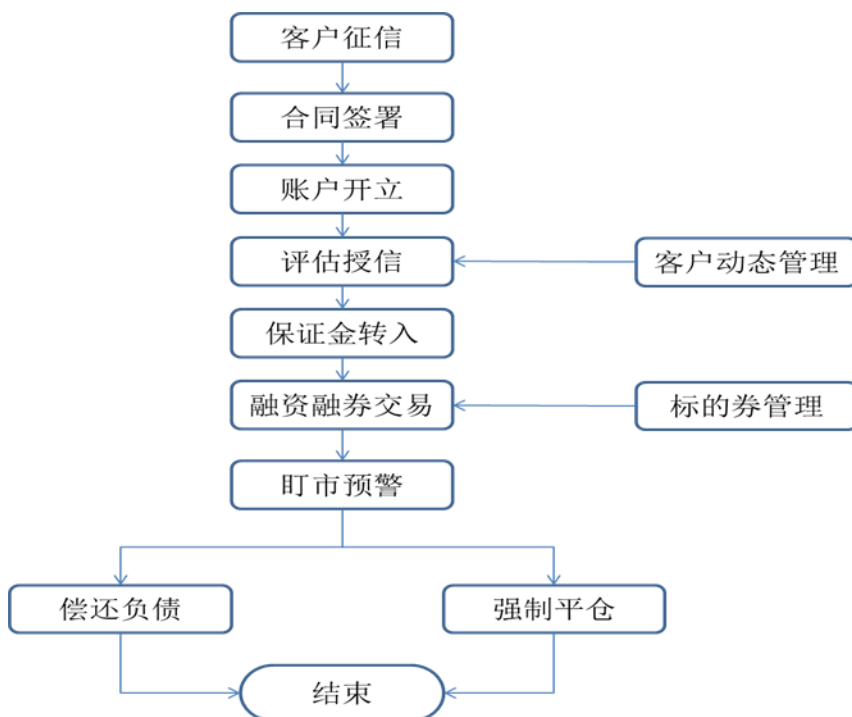 客户征信
合同签署
账户开立
评估授信
客户动态管理
保证金转入
融资融券交易
标的券管理
盯市预警
偿还负债
强制平仓
结束